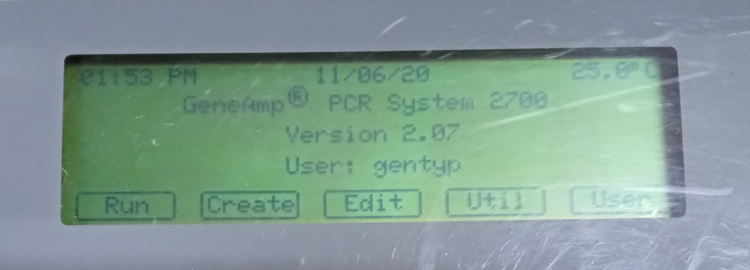 01:53 PM 11/06/20 25.0°C
GeneAmp® PCR System 2700
Version 2.07
User: gentyp
Run Create Edit Util User